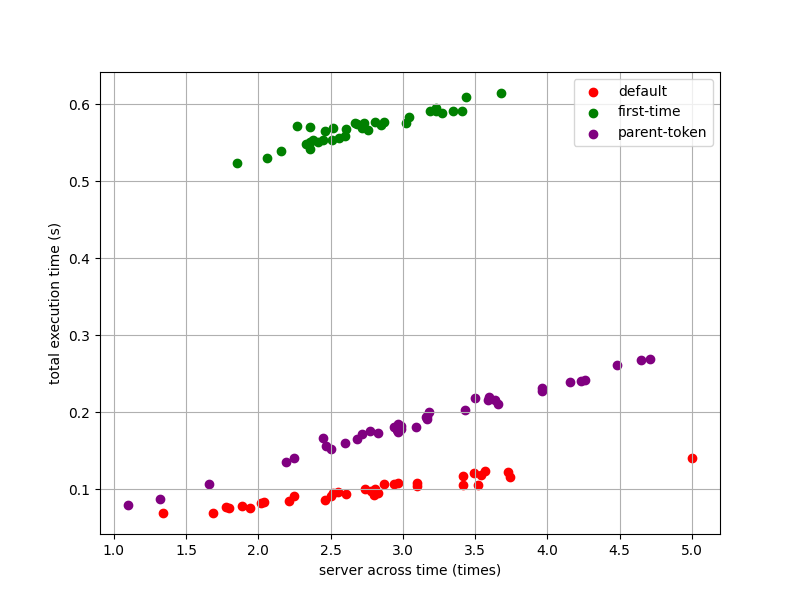 default
first-time
parent-token
0.6
0.5
0.4
0.3
0.2
0.1
total execution time (s)
1.0 1.5 2.0 2.5 3.0 3.5 4.0 4.5 5.0
server across time (times)